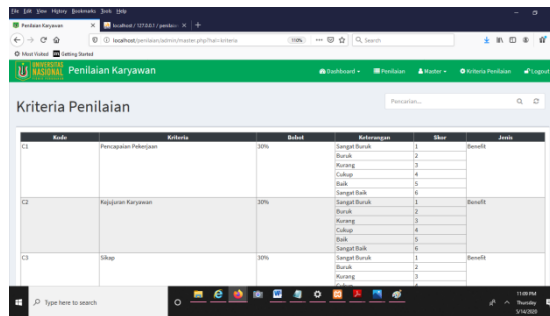 File Edit View History Bookmarks Tools Help
Penilaian Karyawan
localhost / 127.0.0.1 / penilaian
localhost/penilaian/admin/master.php?hal=kriteria
Search
Most Visited Getting Started
UNIVERSITAS NASIONAL Penilaian Karyawan Dashboard Penilaian Master Kriteria Penilaian Logout
Kriteria Penilaian Pencarian...
Kode Kriteria Bobot Keterangan Skor Jenis
C1 Pencapaian Pekerjaan 30% Sangat Buruk 1 Benefit
Buruk 2
Kurang 3
Cukup 4
Baik 5
Sangat Baik 6
C2 Kejujuran Karyawan 30% Sangat Buruk 1 Benefit
Buruk 2
Kurang 3
Cukup 4
Baik 5
Sangat Baik 6
C3 Sikap 30% Sangat Buruk 1 Benefit
Buruk 2
Kurang 3
Type here to search
11:09 PM
Thursday
5/14/2020